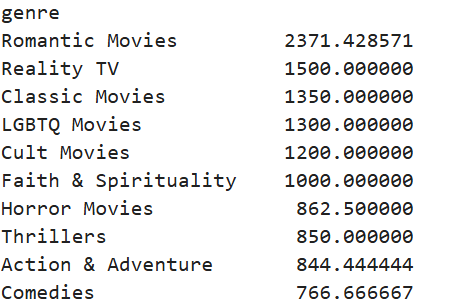 genre
Romantic Movies 2371.428571
Reality TV 1500.000000
Classic Movies 1350.000000
LGBTQ Movies 1300.000000
Cult Movies 1200.000000
Faith & Spirituality 1000.000000
Horror Movies 862.500000
Thrillers 850.000000
Action & Adventure 844.444444
Comedies 766.666667